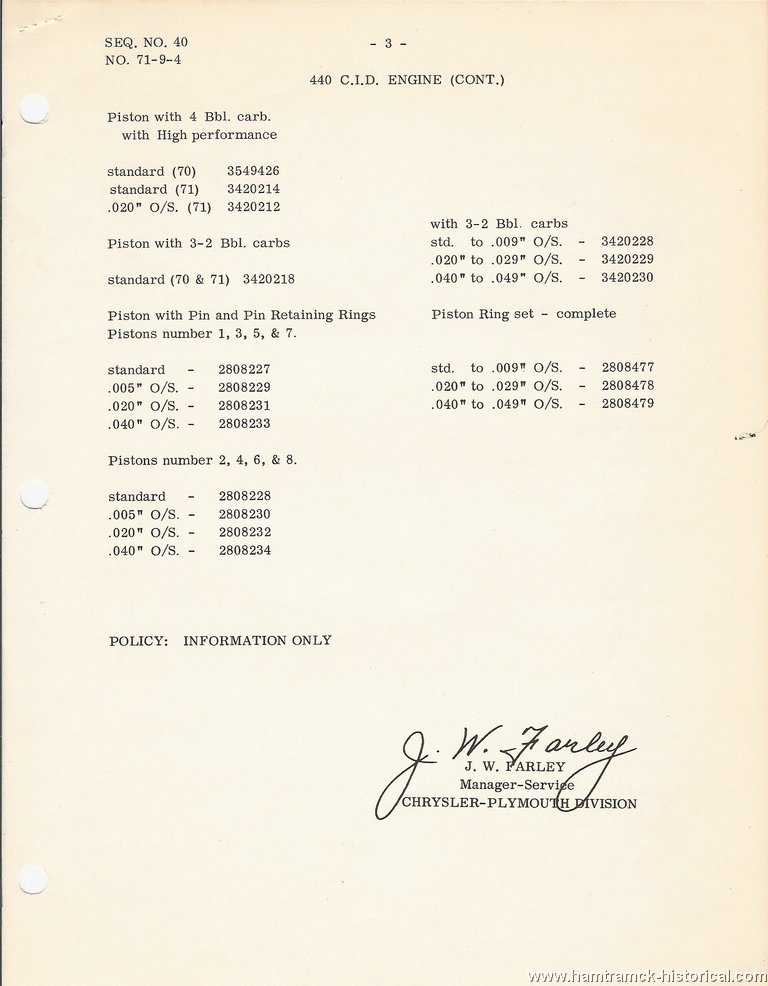 SEQ. NO. 40
- 3 -
NO. 71-9-4
440 C.I.D. ENGINE (CONT.)
Piston with 4 Bbl. carb.
with High performance
standard (70) 3549426
standard (71) 3420214
.020" O/S. (71) 3420212
Piston with 3-2 Bbl. carbs
standard (70 & 71) 3420218
Piston with Pin and Pin Retaining Rings
Pistons number 1, 3, 5, & 7.
standard - 2808227
.005" O/S. - 2808229
.020" O/S. - 2808231
.040" O/S. - 2808233
Pistons number 2, 4, 6, & 8.
standard - 2808228
.005" O/S. - 2808230
.020" O/S. - 2808232
.040" O/S. - 2808234
with 3-2 Bbl. carbs
std. to .009" O/S. - 3420228
.020" to .029" O/S. - 3420229
.040" to .049" O/S. - 3420230
Piston Ring set - complete
std. to .009" O/S. - 2808477
.020" to .029" O/S. - 2808478
.040" to .049" O/S. - 2808479
POLICY: INFORMATION ONLY
J. W. Farley
J. W. FARLEY
Manager-Service
CHRYSLER-PLYMOUTH DIVISION
www.hamtramck-historical.com